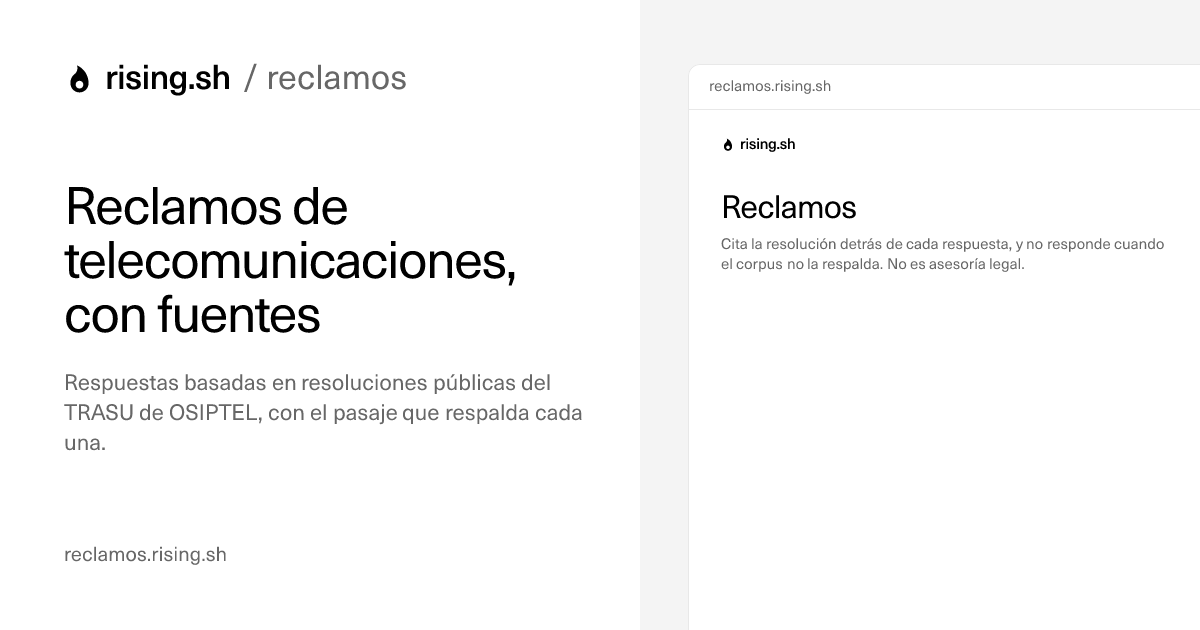 rising.sh / reclamos
Reclamos de
telecomunicaciones,
con fuentes
Respuestas basadas en resoluciones públicas del
TRASU de OSIPTEL, con el pasaje que respalda cada
una.
reclamos.rising.sh
reclamos.rising.sh
rising.sh
Reclamos
Cita la resolución detrás de cada respuesta, y no responde cuando
el corpus no la respalda. No es asesoría legal.